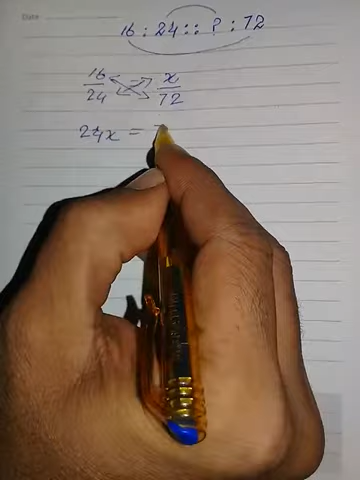 Date
16 : 24 :: ? : 72
16/24 x/72
24x =